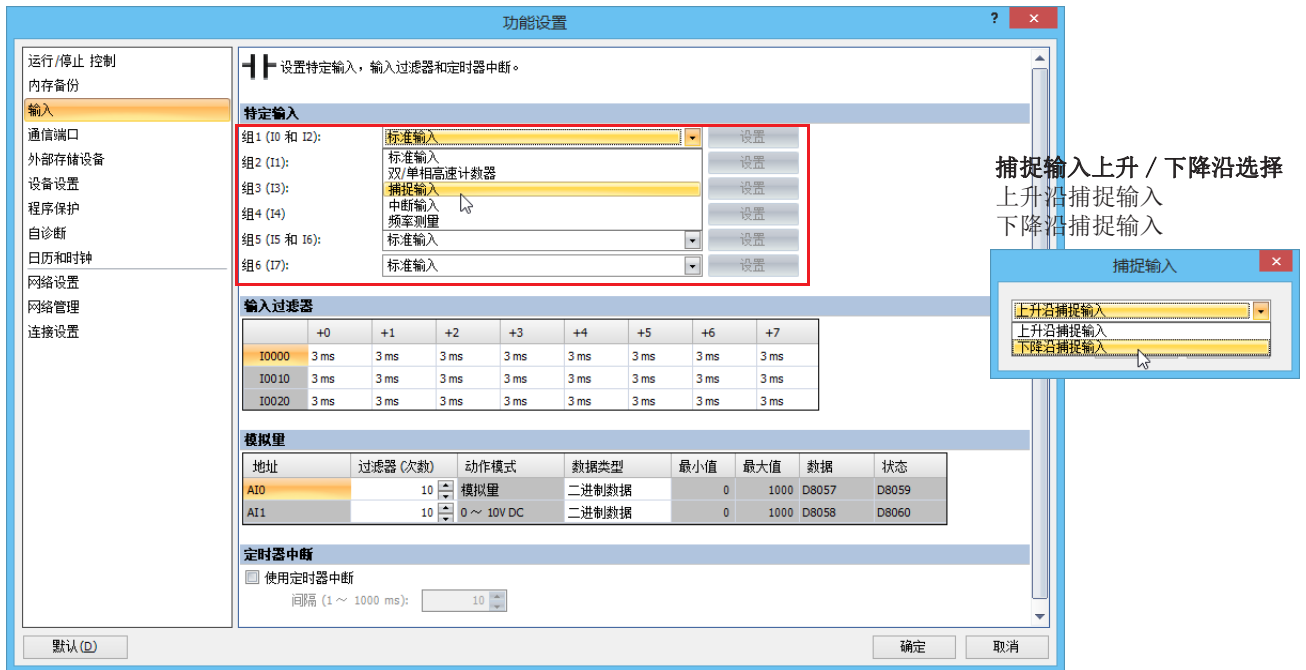 功能设置
?
×
运行/停止 控制
内存备份
输入
通信端口
外部存储设备
设备设置
程序保护
自诊断
日历和时钟
网络设置
网络管理
连接设置
设置特定输入，输入过滤器和定时器中断。
特定输入
组1 (I0 和 I2): 标准输入 设置
标准输入
双/单相高速计数器
捕捉输入
中断输入
频率测量
组2 (I1): 设置
组3 (I3): 设置
组4 (I4) 设置
组5 (I5 和 I6): 标准输入 设置
组6 (I7): 标准输入 设置
输入过滤器
+0 +1 +2 +3 +4 +5 +6 +7
I0000 3 ms 3 ms 3 ms 3 ms 3 ms 3 ms 3 ms 3 ms
I0010 3 ms 3 ms 3 ms 3 ms 3 ms 3 ms 3 ms 3 ms
I0020 3 ms 3 ms 3 ms 3 ms 3 ms 3 ms 3 ms 3 ms
模拟量
地址 过滤器 (次数) 动作模式 数据类型 最小值 最大值 数据 状态
AI0 10 模拟量 二进制数据 0 1000 D8057 D8059
AI1 10 0 ～ 10V DC 二进制数据 0 1000 D8058 D8060
定时器中断
使用定时器中断
间隔 (1 ～ 1000 ms): 10
默认(D)
确定
取消
捕捉输入上升 / 下降沿选择
上升沿捕捉输入
下降沿捕捉输入
捕捉输入
×
上升沿捕捉输入
上升沿捕捉输入
下降沿捕捉输入